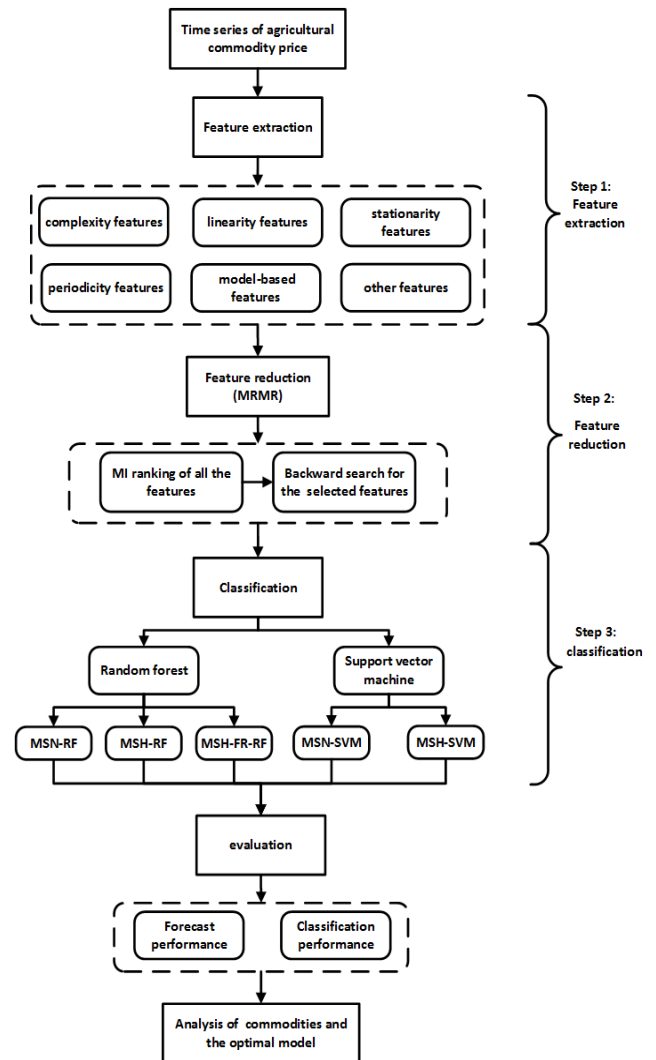 Time series of agricultural
commodity price
Feature extraction
Step 1:
Feature
extraction
complexity features
linearity features
stationarity
features
periodicity features
model-based
features
other features
Feature reduction
(MRMR)
Step 2:
Feature
reduction
MI ranking of all the
features
Backward search for
the selected features
Classification
Step 3:
classification
Random forest
Support vector
machine
MSN-RF
MSH-RF
MSH-FR-RF
MSN-SVM
MSH-SVM
evaluation
Forecast
performance
Classification
performance
Analysis of commodities and
the optimal model